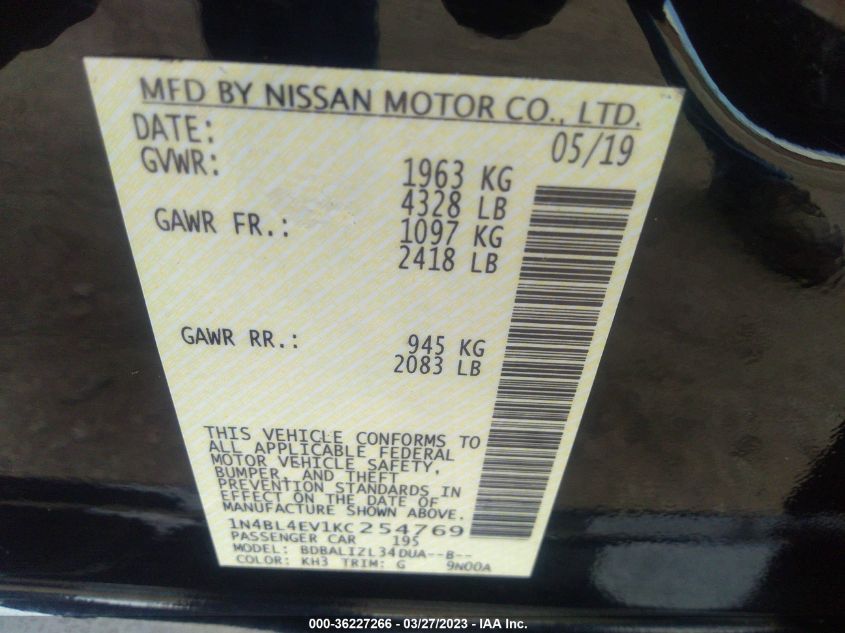 MFD BY NISSAN MOTOR CO., LTD.
DATE: 05/19
GVWR: 1963 KG
4328 LB
GAWR FR.: 1097 KG
2418 LB
GAWR RR.: 945 KG
2083 LB
THIS VEHICLE CONFORMS TO
ALL APPLICABLE FEDERAL
MOTOR VEHICLE SAFETY,
BUMPER, AND THEFT
PREVENTION STANDARDS IN
EFFECT ON THE DATE OF
MANUFACTURE SHOWN ABOVE.
1N4BL4EV1KC254769
PASSENGER CAR 195
MODEL: BDBALIZL34DUA--B--
COLOR: KH3 TRIM: G 9N00A
000-36227266 - 03/27/2023 - IAA Inc.